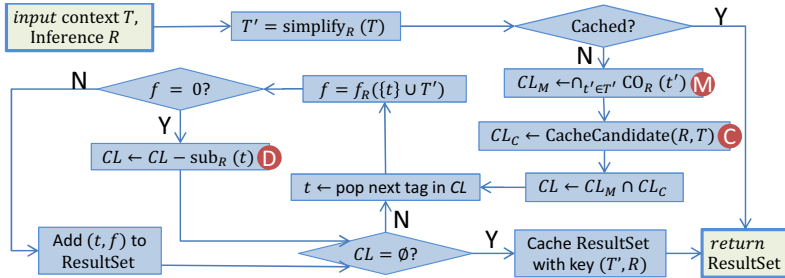 input context T,
Inference R
T′ = simplify_R (T)
Cached?
Y
N
N
f = 0?
f = f_R({t} ∪ T′)
CL_M ←∩_{t′∈T′} CO_R (t′)
M
Y
CL_C ← CacheCandidate(R, T)
C
CL ← CL − sub_R (t)
D
t ← pop next tag in CL
CL ← CL_M ∩ CL_C
N
Add (t, f) to
ResultSet
CL = ∅?
Y
Cache ResultSet
with key (T′, R)
return
ResultSet